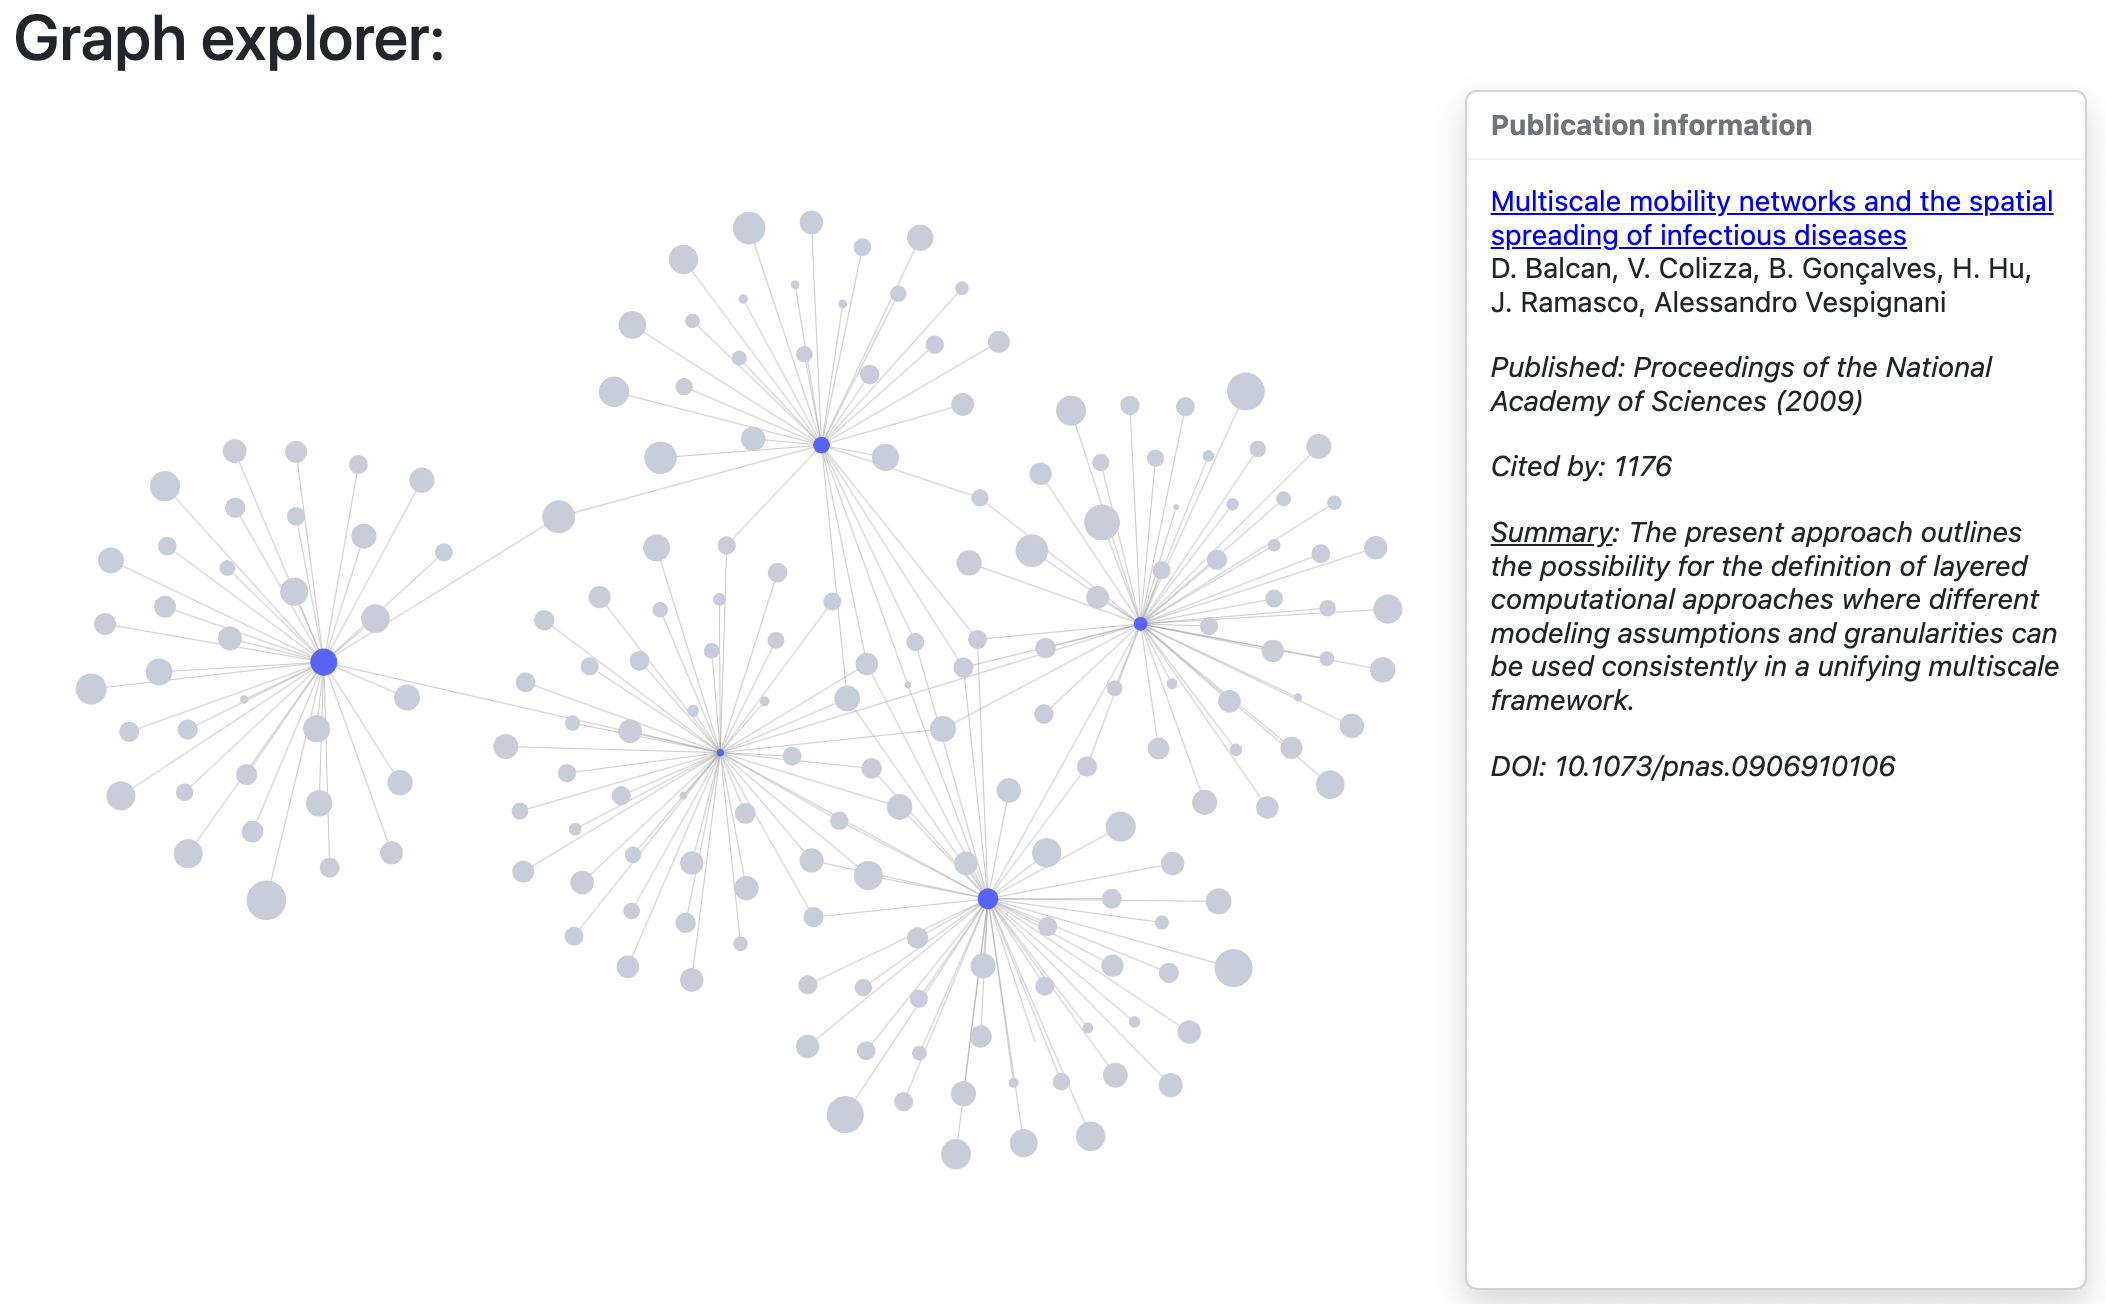 Graph explorer:
Publication information
Multiscale mobility networks and the spatial
spreading of infectious diseases
D. Balcan, V. Colizza, B. Gonçalves, H. Hu,
J. Ramasco, Alessandro Vespignani
Published: Proceedings of the National
Academy of Sciences (2009)
Cited by: 1176
Summary: The present approach outlines
the possibility for the definition of layered
computational approaches where different
modeling assumptions and granularities can
be used consistently in a unifying multiscale
framework.
DOI: 10.1073/pnas.0906910106